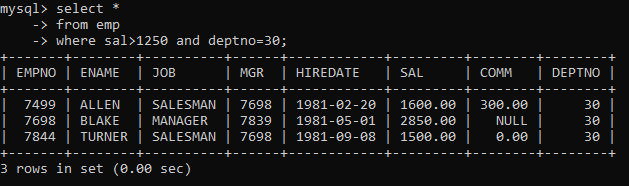 mysql> select *
    -> from emp
    -> where sal>1250 and deptno=30;
+-------+--------+----------+------+------------+---------+--------+--------+
| EMPNO | ENAME  | JOB      | MGR  | HIREDATE   | SAL     | COMM   | DEPTNO |
+-------+--------+----------+------+------------+---------+--------+--------+
|  7499 | ALLEN  | SALESMAN | 7698 | 1981-02-20 | 1600.00 | 300.00 |     30 |
|  7698 | BLAKE  | MANAGER  | 7839 | 1981-05-01 | 2850.00 |   NULL |     30 |
|  7844 | TURNER | SALESMAN | 7698 | 1981-09-08 | 1500.00 |   0.00 |     30 |
+-------+--------+----------+------+------------+---------+--------+--------+
3 rows in set (0.00 sec)